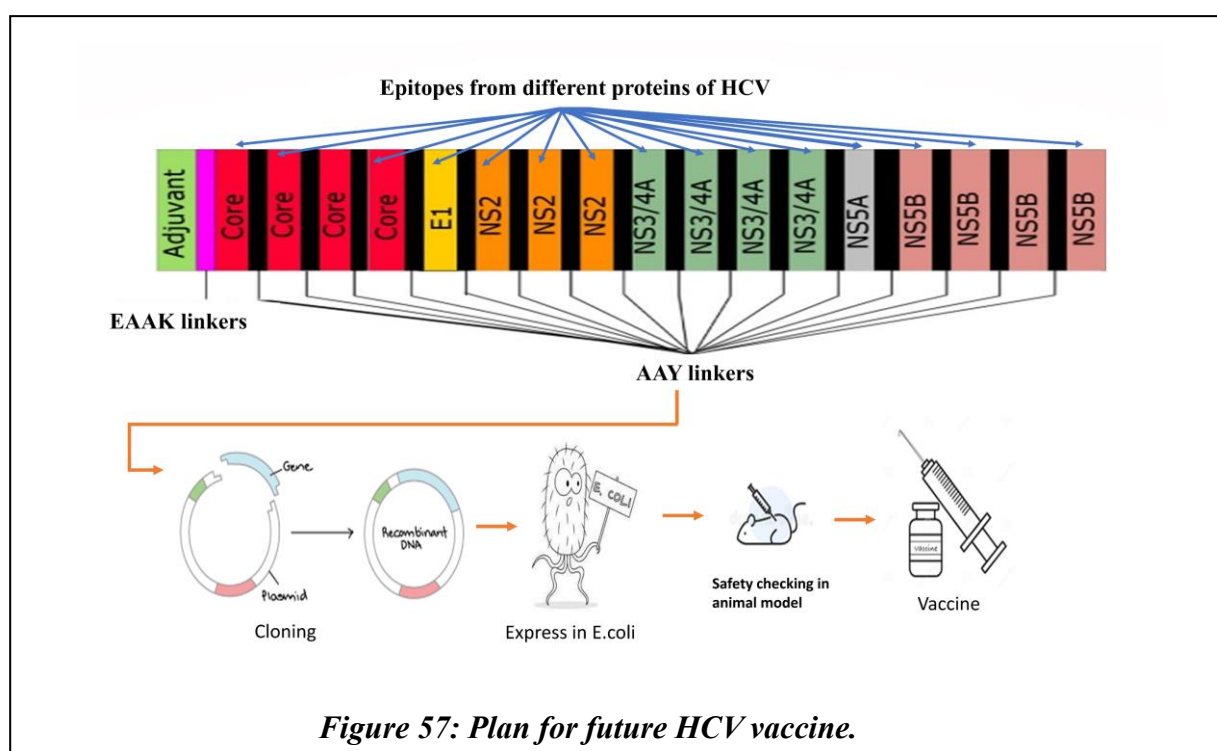 Epitopes from different proteins of HCV
Adjuvant
Core
Core
Core
Core
E1
NS2
NS2
NS2
NS3/4A
NS3/4A
NS3/4A
NS3/4A
NS5A
NS5B
NS5B
NS5B
NS5B
EAAK linkers
AAY linkers
Gene
Plasmid
Recombinant
DNA
Cloning
E. COLI
Express in E.coli
Safety checking in
animal model
Vaccine
Vaccine
Figure 57: Plan for future HCV vaccine.